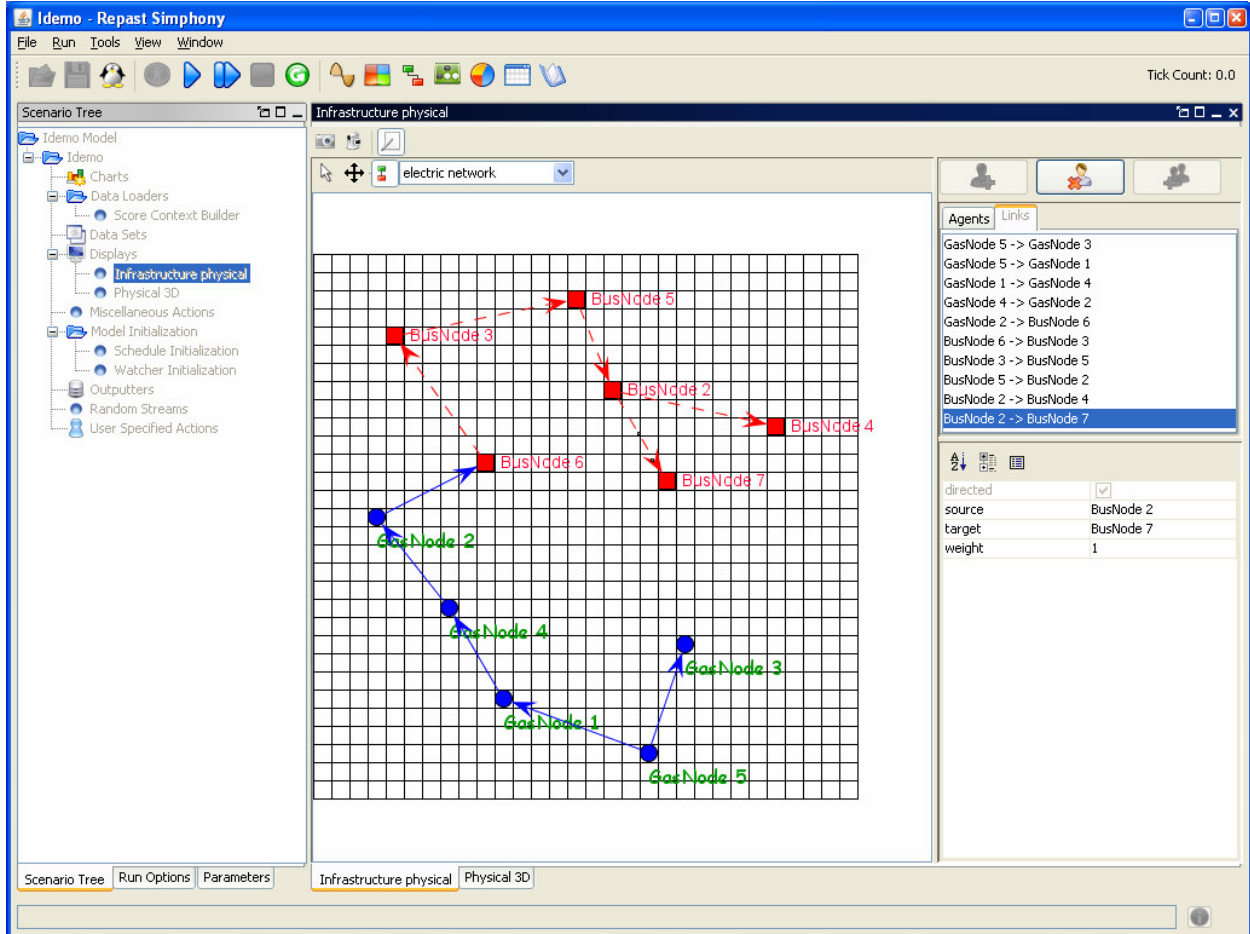 Idemo - Repast Simphony
File Run Tools View Window
Tick Count: 0.0
Scenario Tree
Idemo Model
Idemo
Charts
Data Loaders
Score Context Builder
Data Sets
Displays
Infrastructure physical
Physical 3D
Miscellaneous Actions
Model Initialization
Schedule Initialization
Watcher Initialization
Outputters
Random Streams
User Specified Actions
Scenario Tree Run Options Parameters
Infrastructure physical
electric network
BusNode 5
BusNode 3
BusNode 2
BusNode 4
BusNode 6
BusNode 7
GasNode 2
GasNode 4
GasNode 3
GasNode 1
GasNode 5
Infrastructure physical Physical 3D
Agents Links
GasNode 5 -> GasNode 3
GasNode 5 -> GasNode 1
GasNode 1 -> GasNode 4
GasNode 4 -> GasNode 2
GasNode 2 -> BusNode 6
BusNode 6 -> BusNode 3
BusNode 3 -> BusNode 5
BusNode 5 -> BusNode 2
BusNode 2 -> BusNode 4
BusNode 2 -> BusNode 7
directed
source BusNode 2
target BusNode 7
weight 1